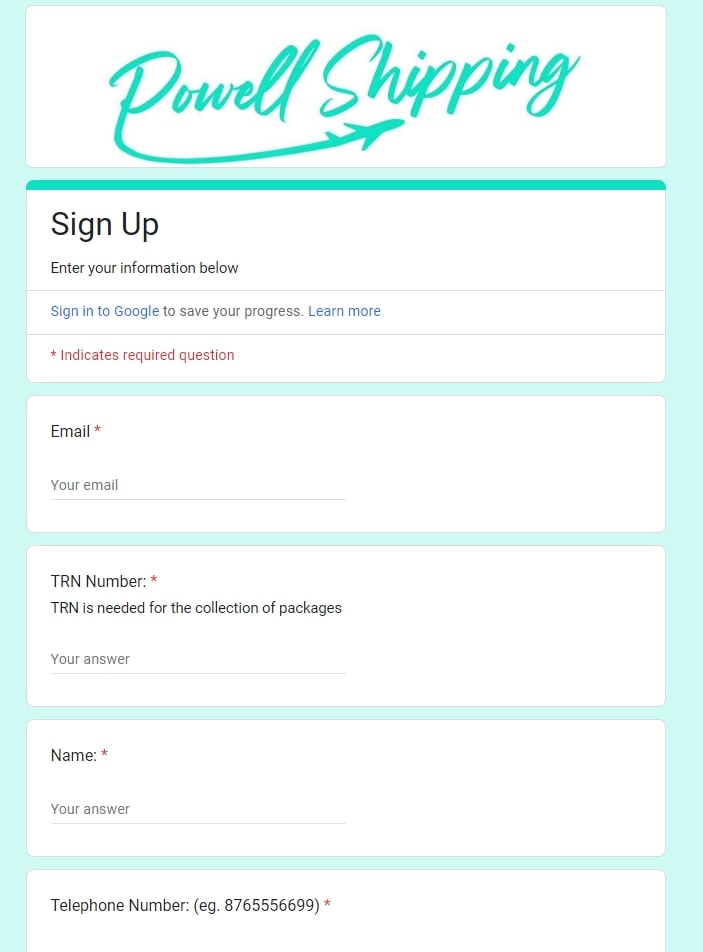 Powell Shipping
Sign Up
Enter your information below
Sign in to Google to save your progress. Learn more
* Indicates required question
Email *
Your email
TRN Number: *
TRN is needed for the collection of packages
Your answer
Name: *
Your answer
Telephone Number: (eg. 8765556699) *